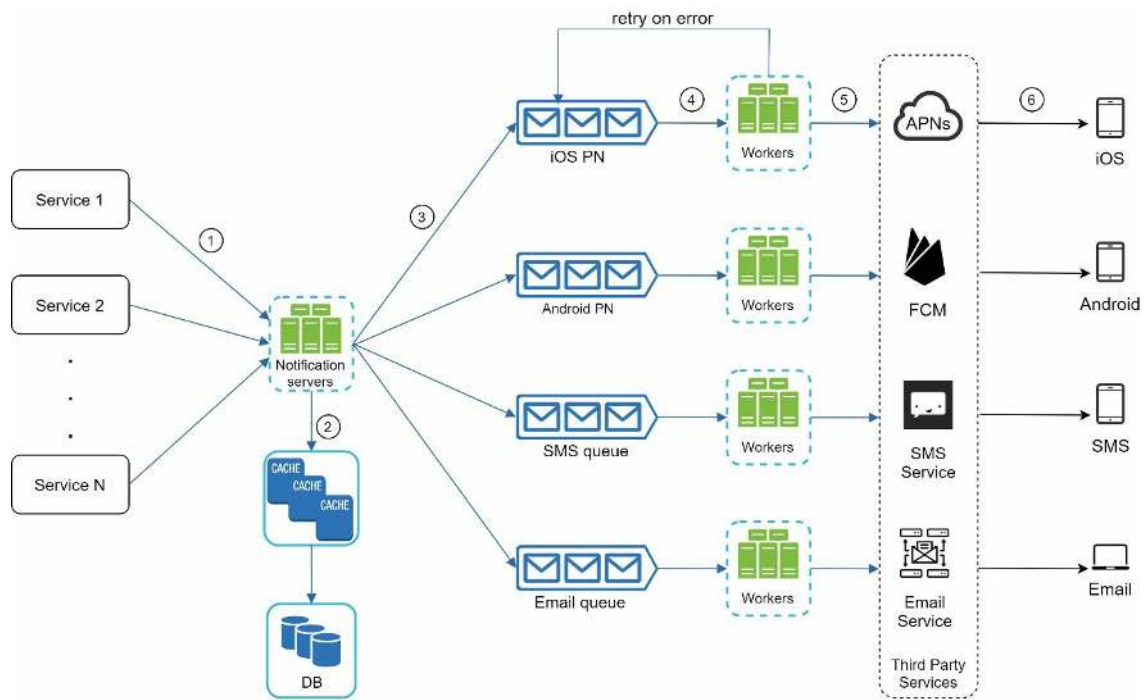 retry on error
4
5
6
APNs
iOS PN
Workers
iOS
Service 1
1
3
Service 2
Android PN
Workers
FCM
Android
Notification
servers
2
SMS queue
Workers
SMS
Service
SMS
Service N
CACHE
CACHE
CACHE
Email queue
Workers
Email
Service
Email
DB
Third Party
Services